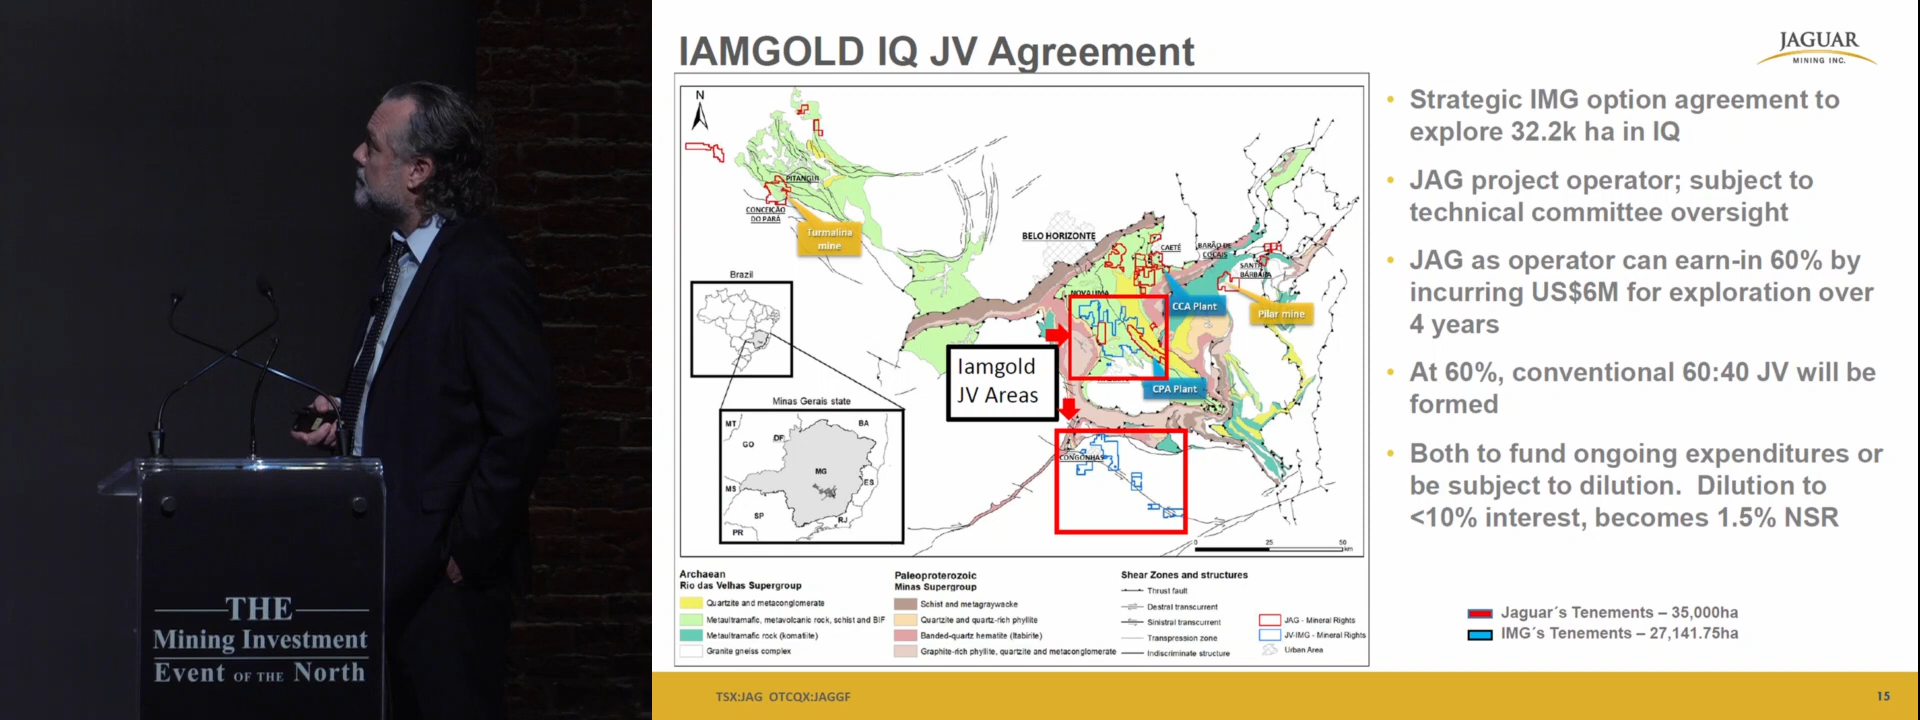 IAMGOLD IQ JV Agreement
JAGUAR
MINING INC.
N
PITANGUI
CONCEIÇÃO
DO PARÁ
Turmalina
mine
BELO HORIZONTE
CAETÉ
BARÃO DE
COCAIS
SANTA
BÁRBARA
NOVA LIMA
CCA Plant
Pilar mine
Brazil
Iamgold
JV Areas
CPA Plant
Minas Gerais state
MT
BA
GO
DF
MG
MS
ES
SP
RJ
PR
CONGONHAS
0 25 50
km
Archaean
Rio das Velhas Supergroup
Quartzite and metaconglomerate
Metaultramafic, metavolcanic rock, schist and BIF
Metaultramafic rock (komatiite)
Granite gneiss complex
Paleoproterozoic
Minas Supergroup
Schist and metagraywacke
Quartzite and quartz-rich phyllite
Banded-quartz hematite (Itabirite)
Graphite-rich phyllite, quartzite and metaconglomerate
Shear Zones and structures
Thrust fault
Destral transcurrent
Sinistral transcurrent
Transpression zone
Indiscriminate structure
JAG - Mineral Rights
JV-IMG - Mineral Rights
Urban Area
• Strategic IMG option agreement to
explore 32.2k ha in IQ
• JAG project operator; subject to
technical committee oversight
• JAG as operator can earn-in 60% by
incurring US$6M for exploration over
4 years
• At 60%, conventional 60:40 JV will be
formed
• Both to fund ongoing expenditures or
be subject to dilution. Dilution to
<10% interest, becomes 1.5% NSR
Jaguar´s Tenements – 35,000ha
IMG´s Tenements – 27,141.75ha
TSX:JAG OTCQX:JAGGF
15
THE
Mining Investment
Event OF THE North